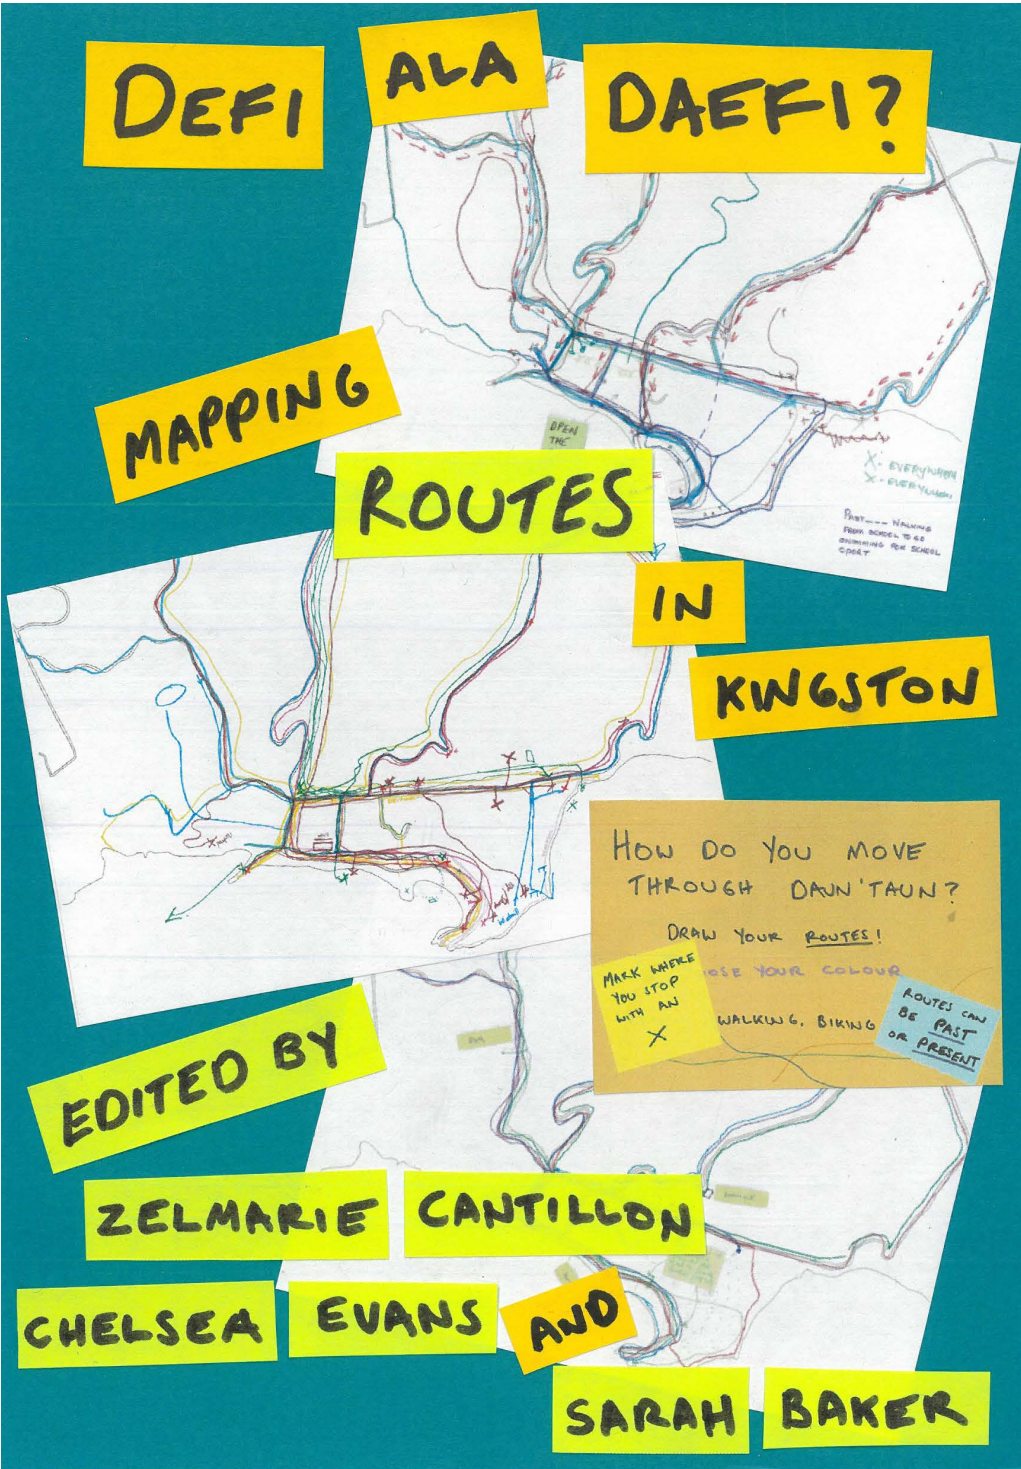 DEFI ALA DAEFI?
MAPPING
ROUTES
IN
KINGSTON
OPEN
THE
X - EVERYWHEN
X - EVERYWHEN
PAST --- WALKING
FROM SCHOOL TO GO
SWIMMING FOR SCHOOL
SPORT
HOW DO YOU MOVE
THROUGH DAUN'TAUN?
DRAW YOUR ROUTES!
OSE YOUR COLOUR
MARK WHERE
YOU STOP
WITH AN
X
WALKING, BIKING
ROUTES CAN
BE PAST
OR PRESENT
EDITED BY
ZELMARIE CANTILLON
CHELSEA EVANS AND
SARAH BAKER